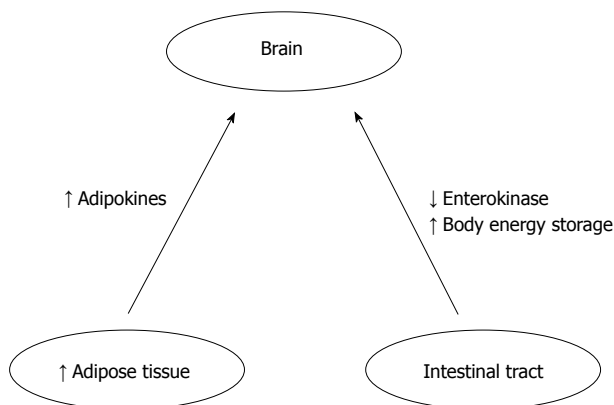 Brain
↑ Adipokines
↓ Enterokinase
↑ Body energy storage
↑ Adipose tissue
Intestinal tract